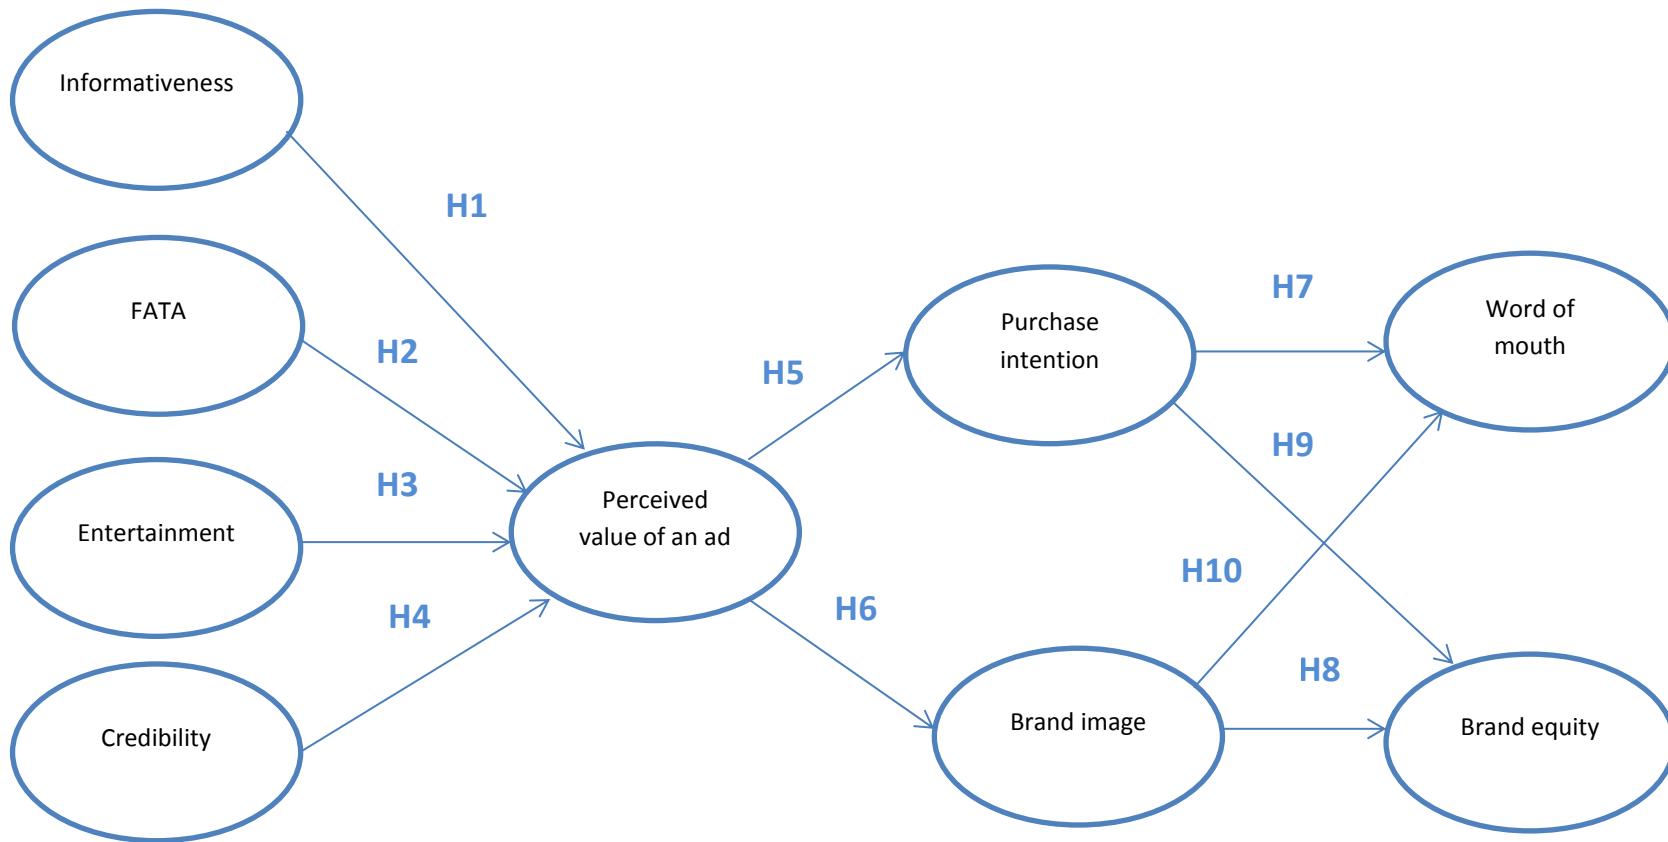 Informativeness
H1
FATA
H2
H3
Entertainment
H4
Credibility
Perceived
value of an ad
H5
H6
Purchase
intention
Brand image
H7
H9
H10
H8
Word of
mouth
Brand equity